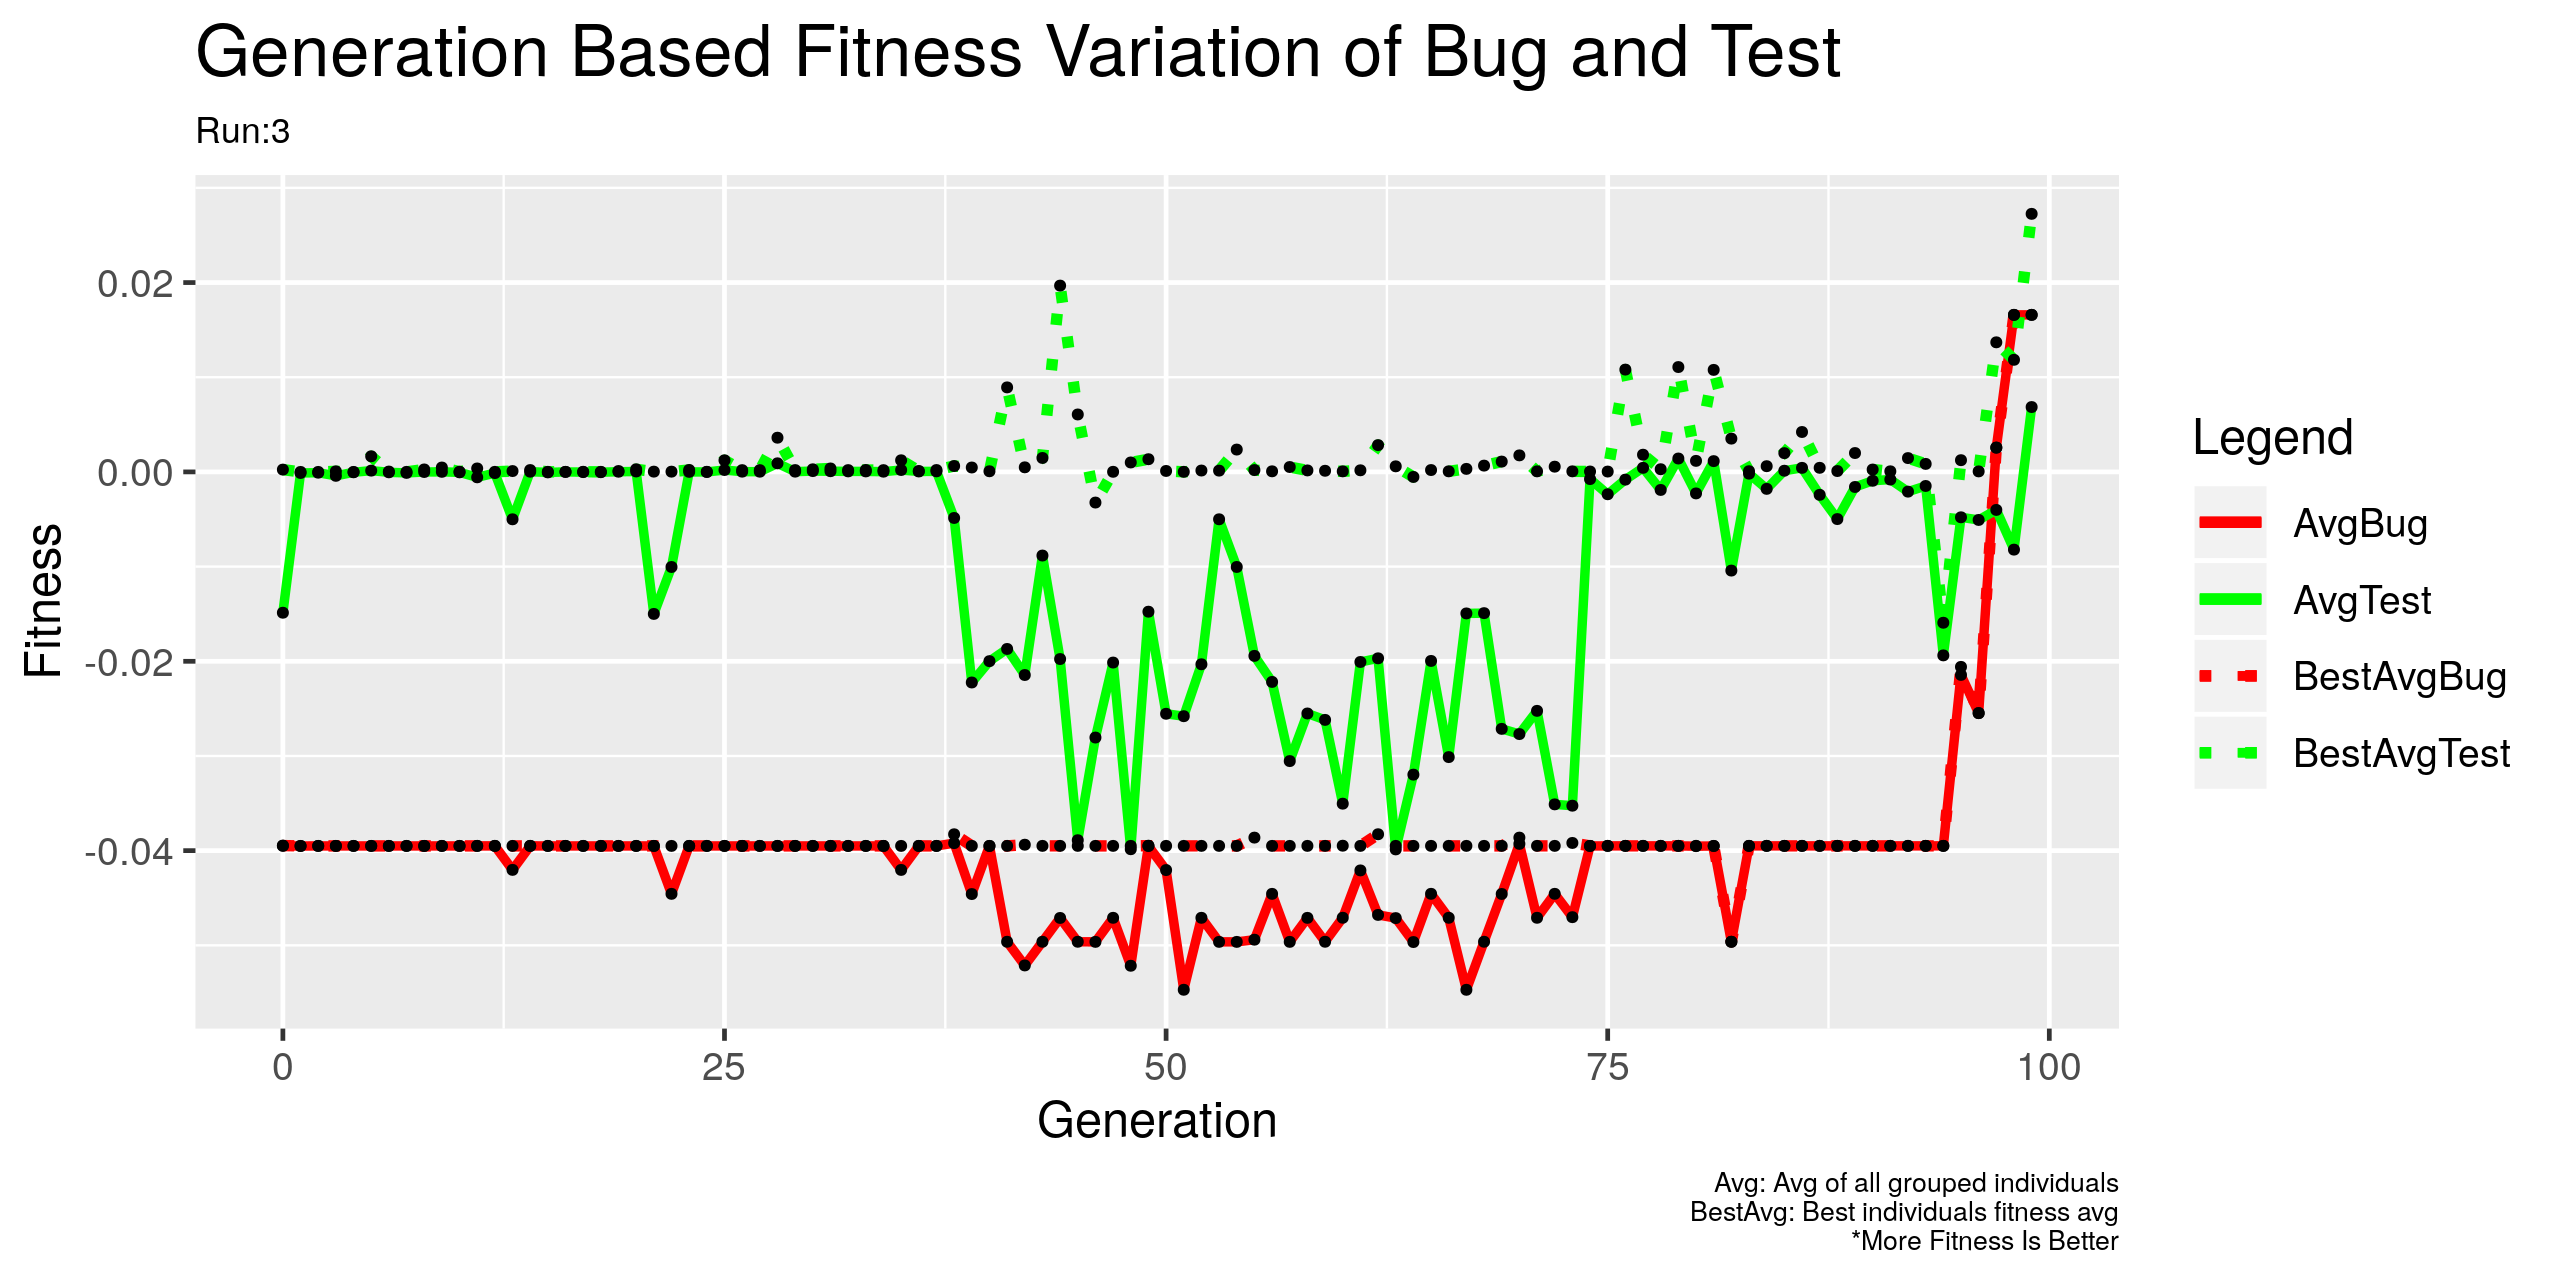 Generation Based Fitness Variation of Bug and Test
Run:3
Fitness
0.02
0.00
-0.02
-0.04
0
25
50
75
100
Generation
Legend
AvgBug
AvgTest
BestAvgBug
BestAvgTest
Avg: Avg of all grouped individuals
BestAvg: Best individuals fitness avg
*More Fitness Is Better